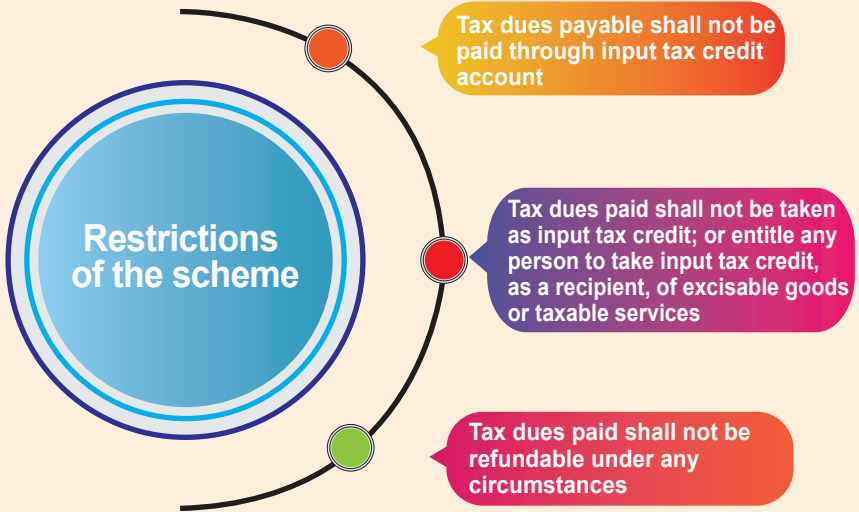 Restrictions
of the scheme
Tax dues payable shall not be
paid through input tax credit
account
Tax dues paid shall not be taken
as input tax credit; or entitle any
person to take input tax credit,
as a recipient, of excisable goods
or taxable services
Tax dues paid shall not be
refundable under any
circumstances